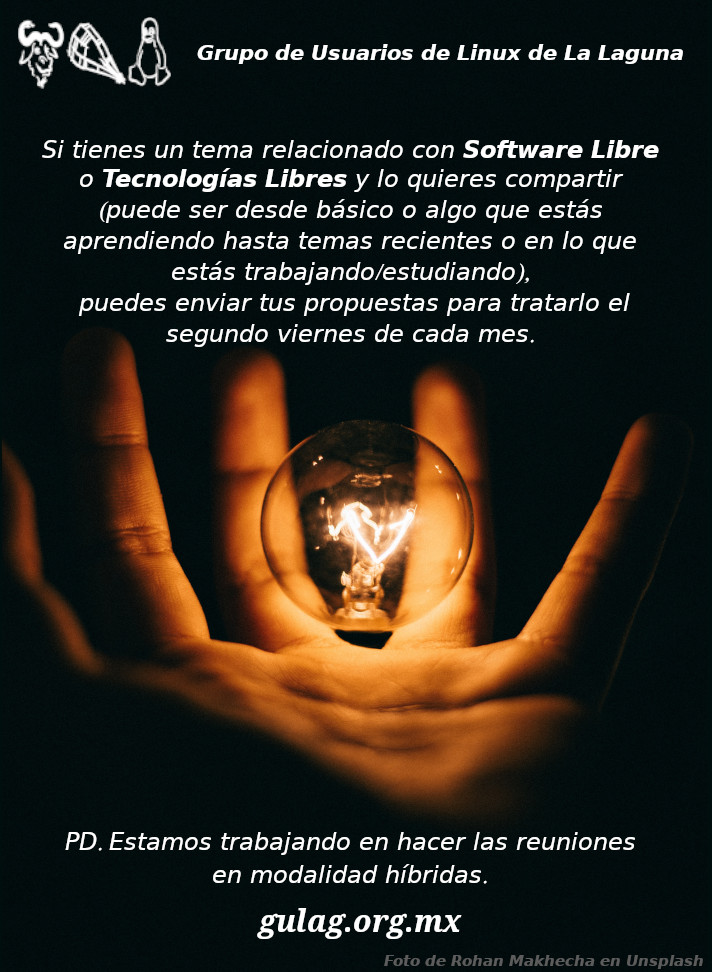 Grupo de Usuarios de Linux de La Laguna
Si tienes un tema relacionado con Software Libre
o Tecnologías Libres y lo quieres compartir
(puede ser desde básico o algo que estás
aprendiendo hasta temas recientes o en lo que
estás trabajando/estudiando),
puedes enviar tus propuestas para tratarlo el
segundo viernes de cada mes.
PD. Estamos trabajando en hacer las reuniones
en modalidad híbridas.
gulag.org.mx
Foto de Rohan Makhecha en Unsplash